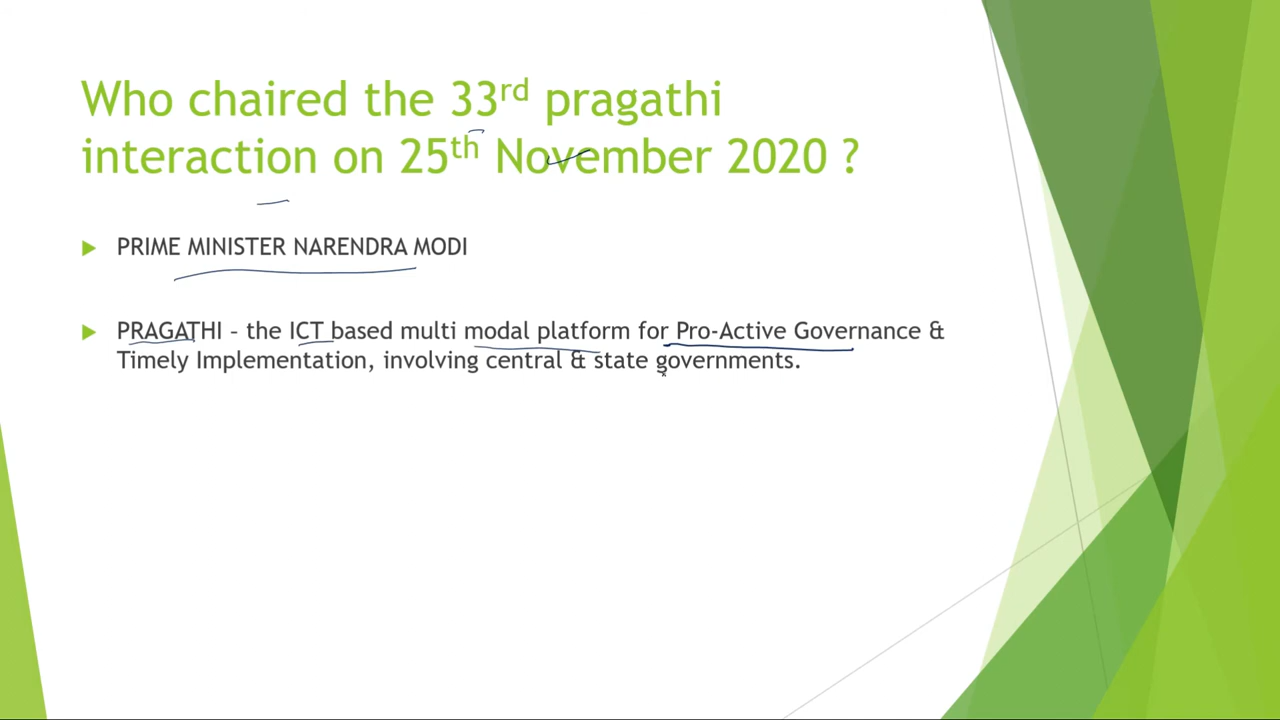 Who chaired the 33rd pragathi
interaction on 25th November 2020 ?
PRIME MINISTER NARENDRA MODI
PRAGATHI – the ICT based multi modal platform for Pro-Active Governance &
Timely Implementation, involving central & state governments.